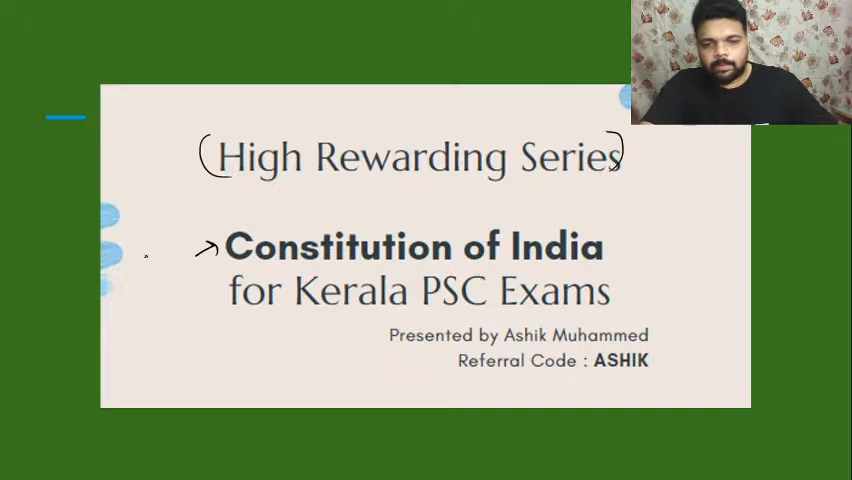 High Rewarding Series
Constitution of India
for Kerala PSC Exams
Presented by Ashik Muhammed
Referral Code : ASHIK